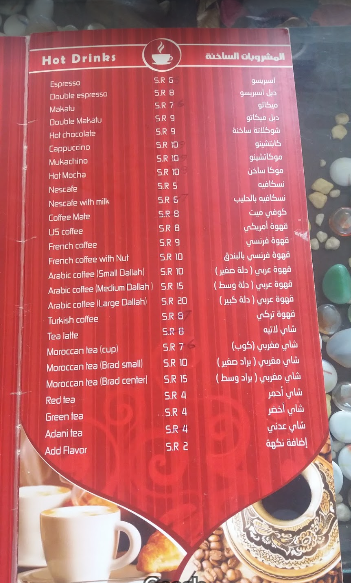 Hot Drinks المشروبات الساخنة
Espresso S.R 6 اسبريسو
Double espresso S.R 8 دبل اسبريسو
Makatu S.R 7 ميكاتو
Double Makatu S.R 9 دبل ميكاتو
Hot chocolate S.R 9 شوكلاتة ساخنة
Cappuccino S.R 10 كابتشينو
Mukachino S.R 10 موكاتشينو
Hot Mocha S.R 10 موكا ساخن
Nescafe S.R 5 نسكافيه
Nescafe with milk S.R 6 نسكافيه بالحليب
Coffee Mate S.R 8 كوفي ميت
US coffee S.R 8 قهوة أمريكي
French coffee S.R 9 قهوة فرنسي
French coffee with Nut S.R 10 قهوة فرنسي بالبندق
Arabic coffee (Small Dallah) S.R 10 قهوة عربي ( دلة صغير )
Arabic coffee (Medium Dallah ) S.R 15 قهوة عربي ( دلة وسط )
Arabic coffee (Large Dallah) S.R 20 قهوة عربي ( دلة كبير )
Turkish coffee S.R قهوة تركي
Tea latte S.R 6 شاي لاتيه
Moroccan tea (cup) S.R 7 شاي مغربي (كوب)
Moroccan tea (Brad small) S.R 10 شاي مغربي ( براد صغير )
Moroccan tea (Brad center) S.R 15 شاي مغربي ( براد وسط )
Red tea S.R 4 شاي أحمر
Green tea S.R 4 شاي أخضر
Adani tea S.R 4 شاي عدني
Add Flavor S.R 2 إضافة نكهة